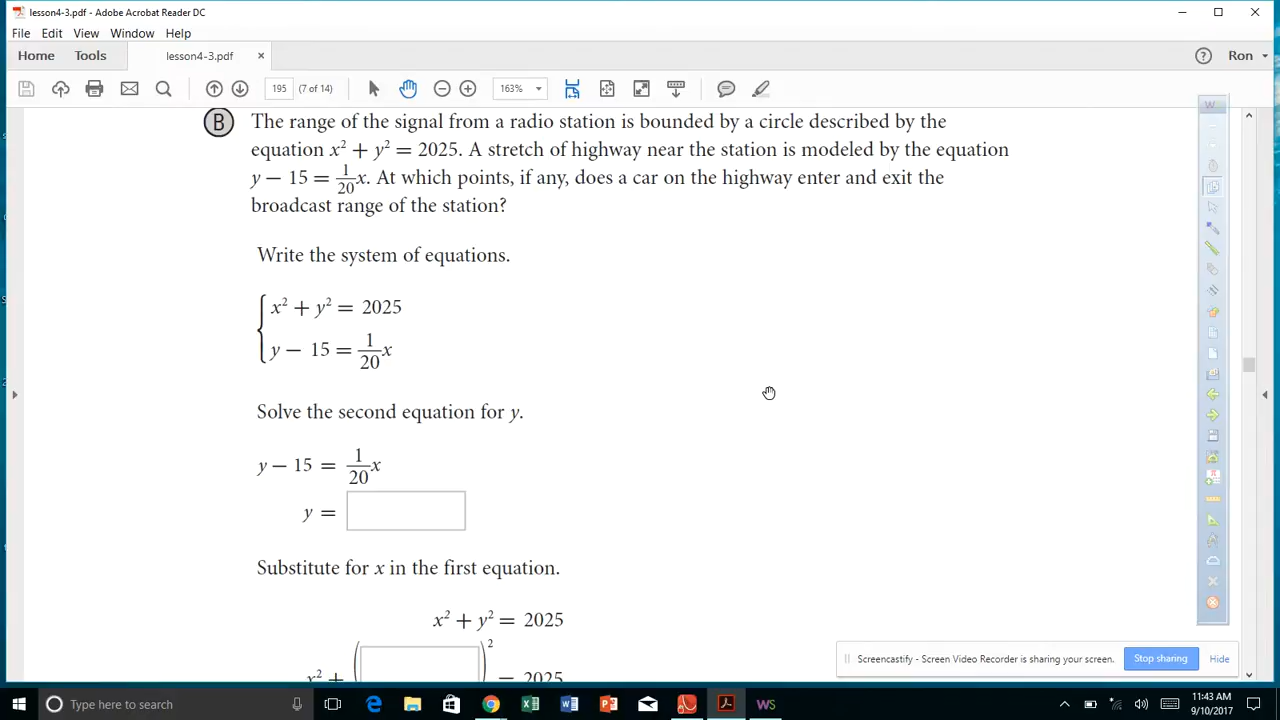 lesson4-3.pdf - Adobe Acrobat Reader DC
File Edit View Window Help
Home Tools lesson4-3.pdf × Ron
195 (7 of 14) 163%
B The range of the signal from a radio station is bounded by a circle described by the
equation x² + y² = 2025. A stretch of highway near the station is modeled by the equation
y − 15 = 1/20 x. At which points, if any, does a car on the highway enter and exit the
broadcast range of the station?
Write the system of equations.
x² + y² = 2025
y − 15 = 1/20 x
Solve the second equation for y.
y − 15 = 1/20 x
y =
Substitute for x in the first equation.
x² + y² = 2025
x² + ( )² = 2025
Screencastify - Screen Video Recorder is sharing your screen. Stop sharing Hide
Type here to search
11:43 AM
9/10/2017